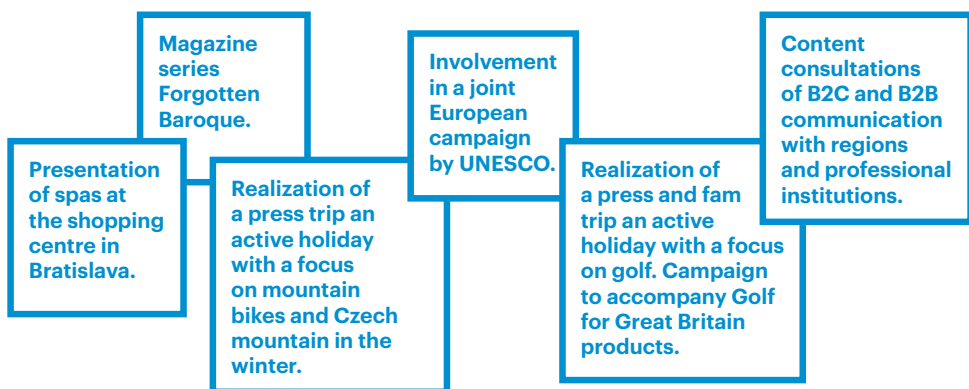 Magazine
series
Forgotten
Baroque.
Presentation
of spas at
the shopping
centre in
Bratislava.
Realization of
a press trip an
active holiday
with a focus
on mountain
bikes and Czech
mountain in the
winter.
Involvement
in a joint
European
campaign
by UNESCO.
Realization of
a press and fam
trip an active
holiday with a focus
on golf. Campaign
to accompany Golf
for Great Britain
products.
Content
consultations
of B2C and B2B
communication
with regions
and professional
institutions.